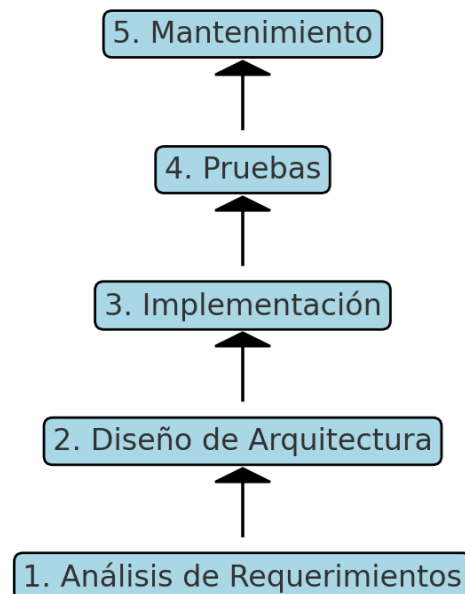 5. Mantenimiento
4. Pruebas
3. Implementación
2. Diseño de Arquitectura
1. Análisis de Requerimientos